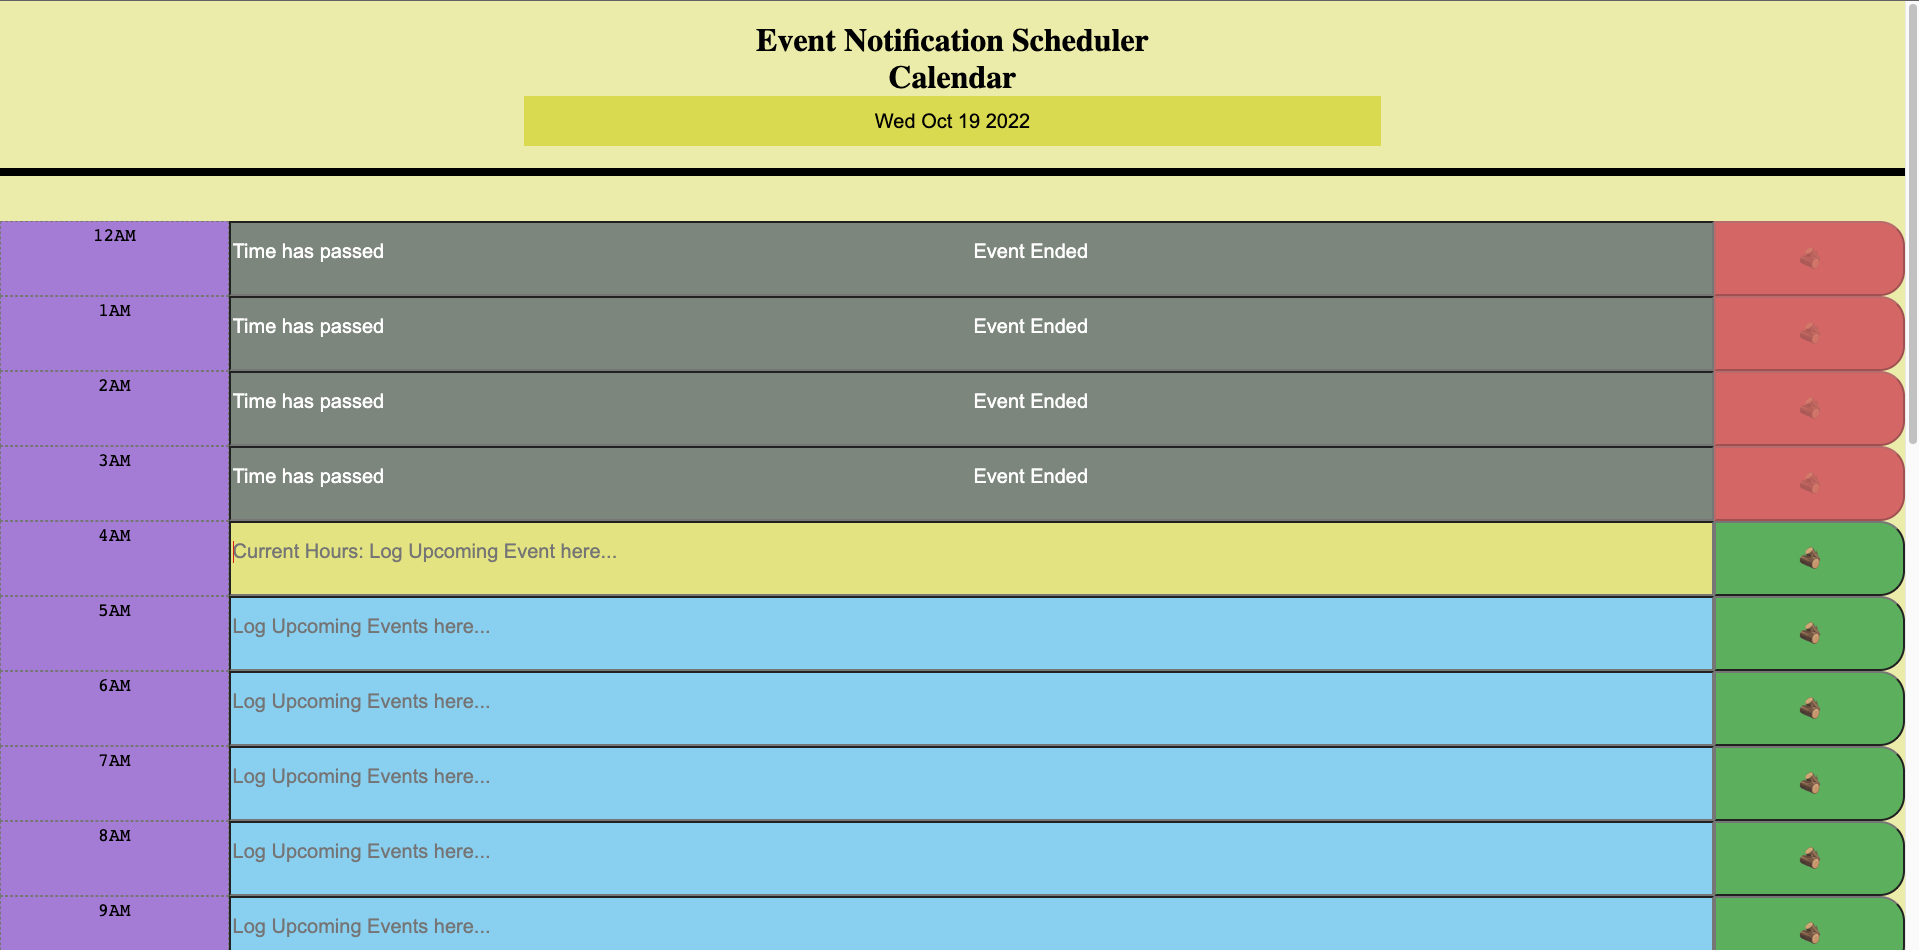 Event Notification Scheduler
Calendar
Wed Oct 19 2022
12AM Time has passed Event Ended
1AM Time has passed Event Ended
2AM Time has passed Event Ended
3AM Time has passed Event Ended
4AM Current Hours: Log Upcoming Event here...
5AM Log Upcoming Events here...
6AM Log Upcoming Events here...
7AM Log Upcoming Events here...
8AM Log Upcoming Events here...
9AM Log Upcoming Events here...